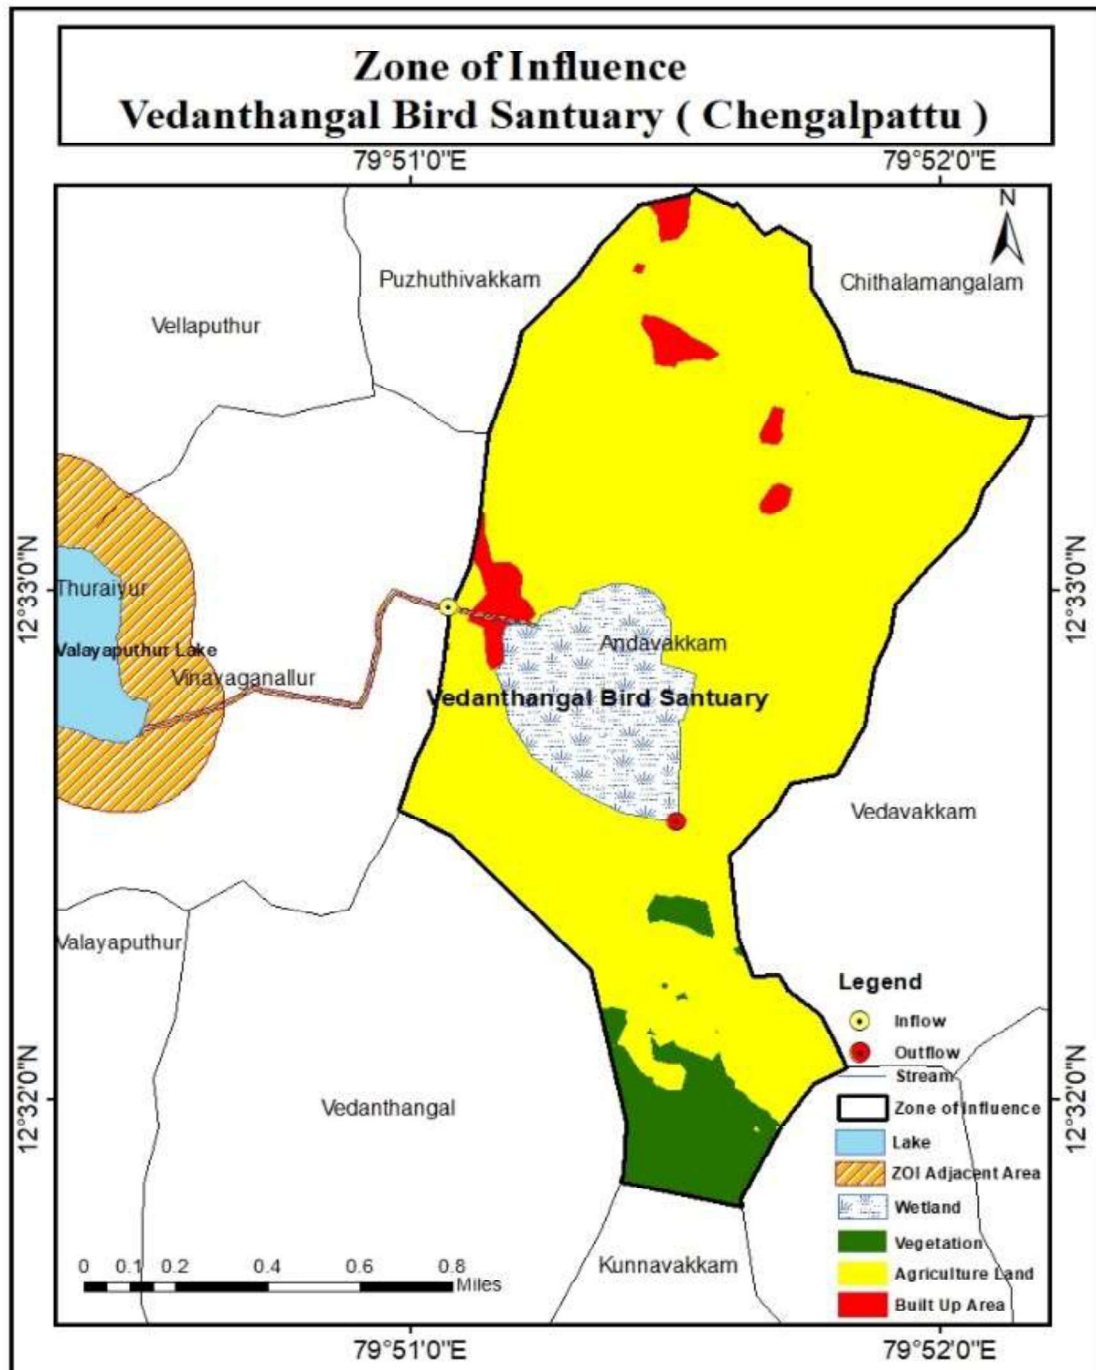 Zone of Influence
Vedanthangal Bird Santuary ( Chengalpattu )
79°51'0"E
79°52'0"E
N
Puzhuthivakkam
Chithalamangalam
Vellaputhur
12°33'0"N
12°33'0"N
Thuraiyur
Andavakkam
Valayaputhur Lake
Vinayaganallur
Vedanthangal Bird Santuary
Vedavakkam
Valayaputhur
Legend
Inflow
Outflow
Stream
12°32'0"N
12°32'0"N
Vedanthangal
Zone of Influence
Lake
ZOI Adjacent Area
Wetland
Vegetation
Kunnavakkam
Agriculture Land
0 0.1 0.2 0.4 0.6 0.8
Miles
Built Up Area
79°51'0"E
79°52'0"E